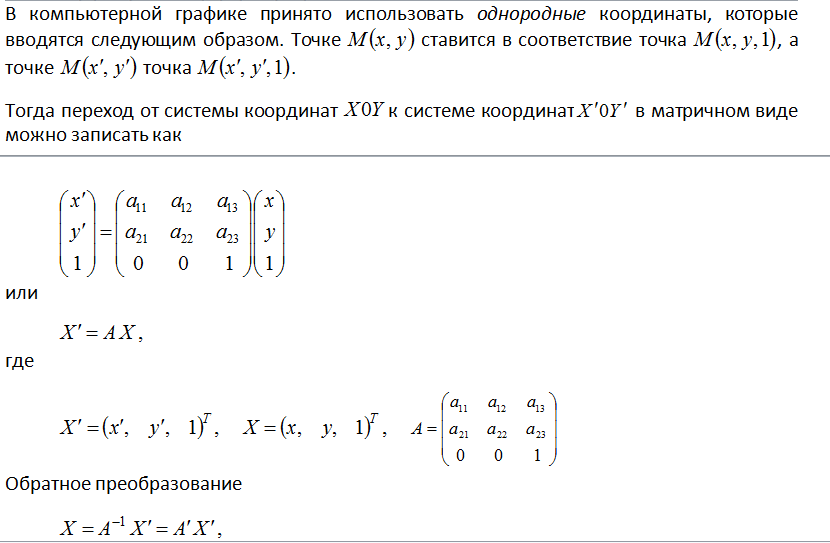 В компьютерной графике принято использовать однородные координаты, которые
вводятся следующим образом. Точке M(x, y) ставится в соответствие точка M(x, y, 1), а
точке M(x′, y′) точка M(x′, y′, 1).
Тогда переход от системы координат X0Y к системе координат X′0Y′ в матричном виде
можно записать как
(x′) (a₁₁ a₁₂ a₁₃) (x)
(y′) = (a₂₁ a₂₂ a₂₃) (y)
(1) (0 0 1) (1)
или
X′ = A X,
где
X′ = (x′, y′, 1)ᵀ, X = (x, y, 1)ᵀ, A = (a₁₁ a₁₂ a₁₃
a₂₁ a₂₂ a₂₃
0 0 1)
Обратное преобразование
X = A⁻¹ X′ = A′ X′,